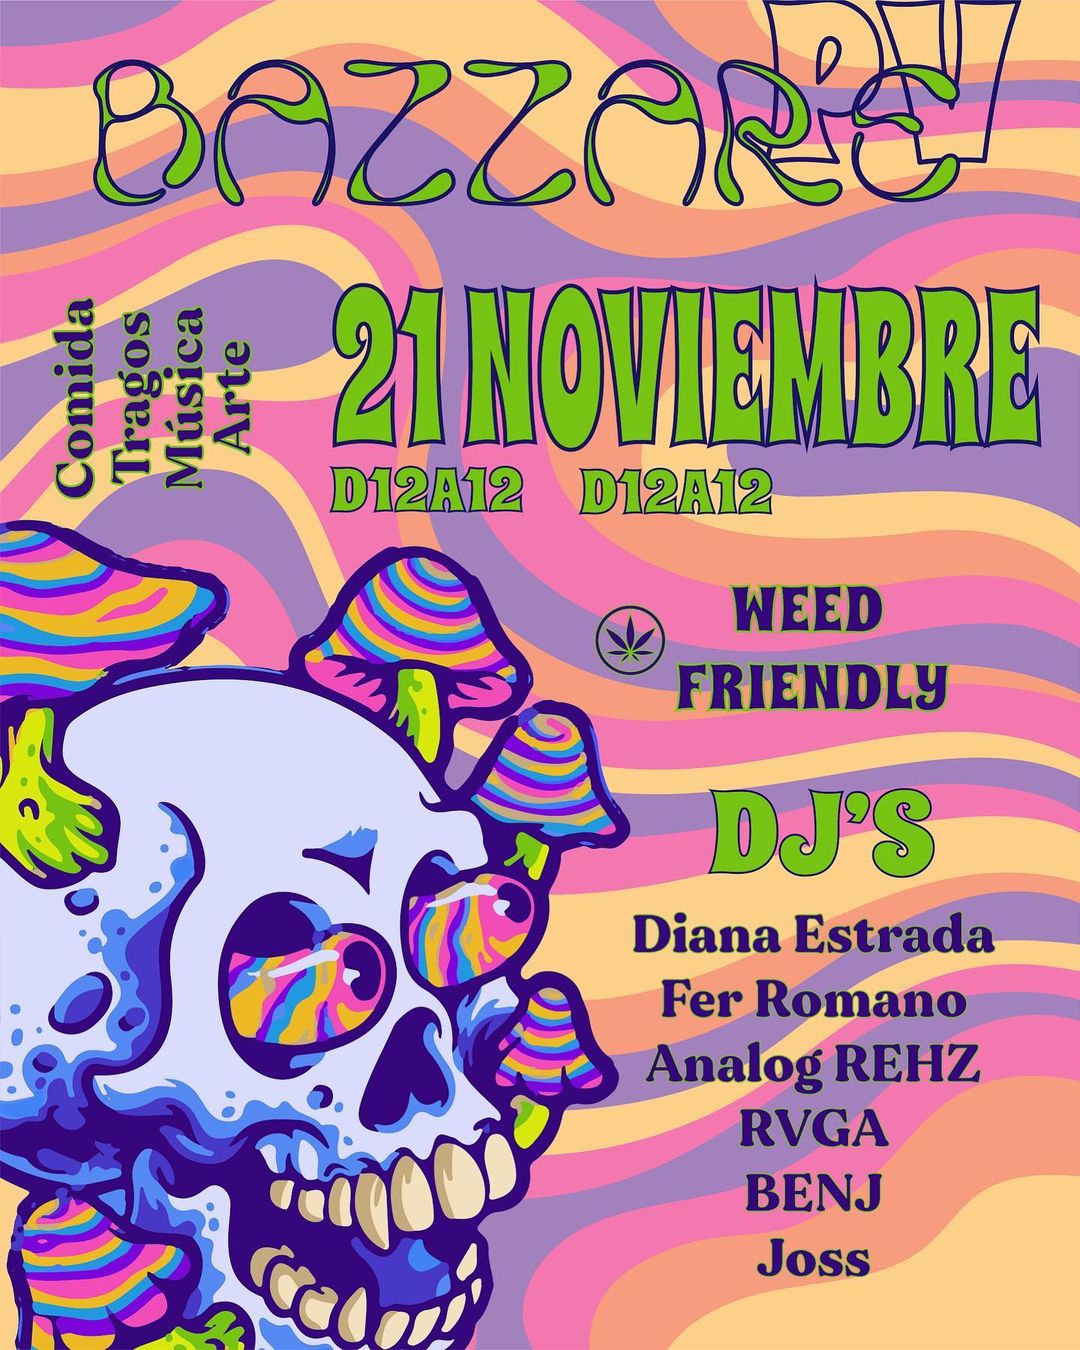 PV
BAZZARE
Comida
Tragos
Música
Arte
21 NOVIEMBRE
D12A12 D12A12
WEED
FRIENDLY
DJ'S
Diana Estrada
Fer Romano
Analog REHZ
RVGA
BENJ
Joss